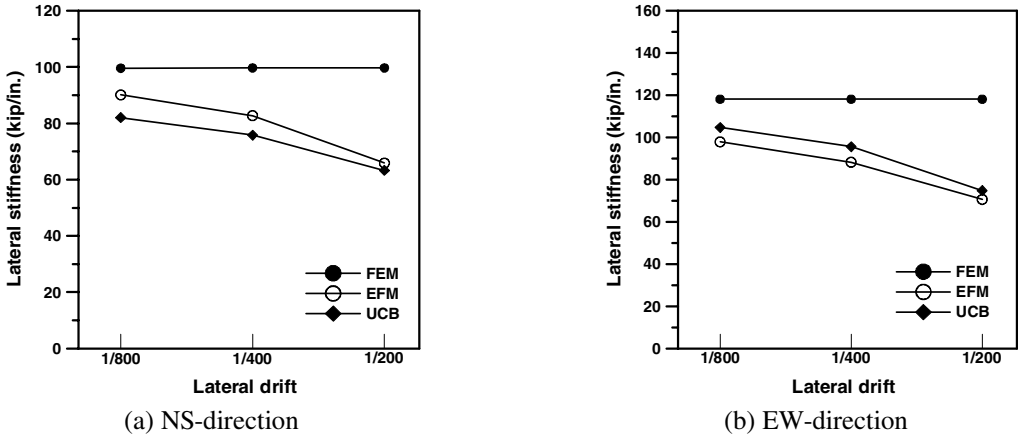 120
100
80
60
40
20
0
Lateral stiffness (kip/in.)
FEM
EFM
UCB
1/800 1/400 1/200
Lateral drift
(a) NS-direction
160
140
120
100
80
60
40
20
0
Lateral stiffness (kip/in.)
FEM
EFM
UCB
1/800 1/400 1/200
Lateral drift
(b) EW-direction